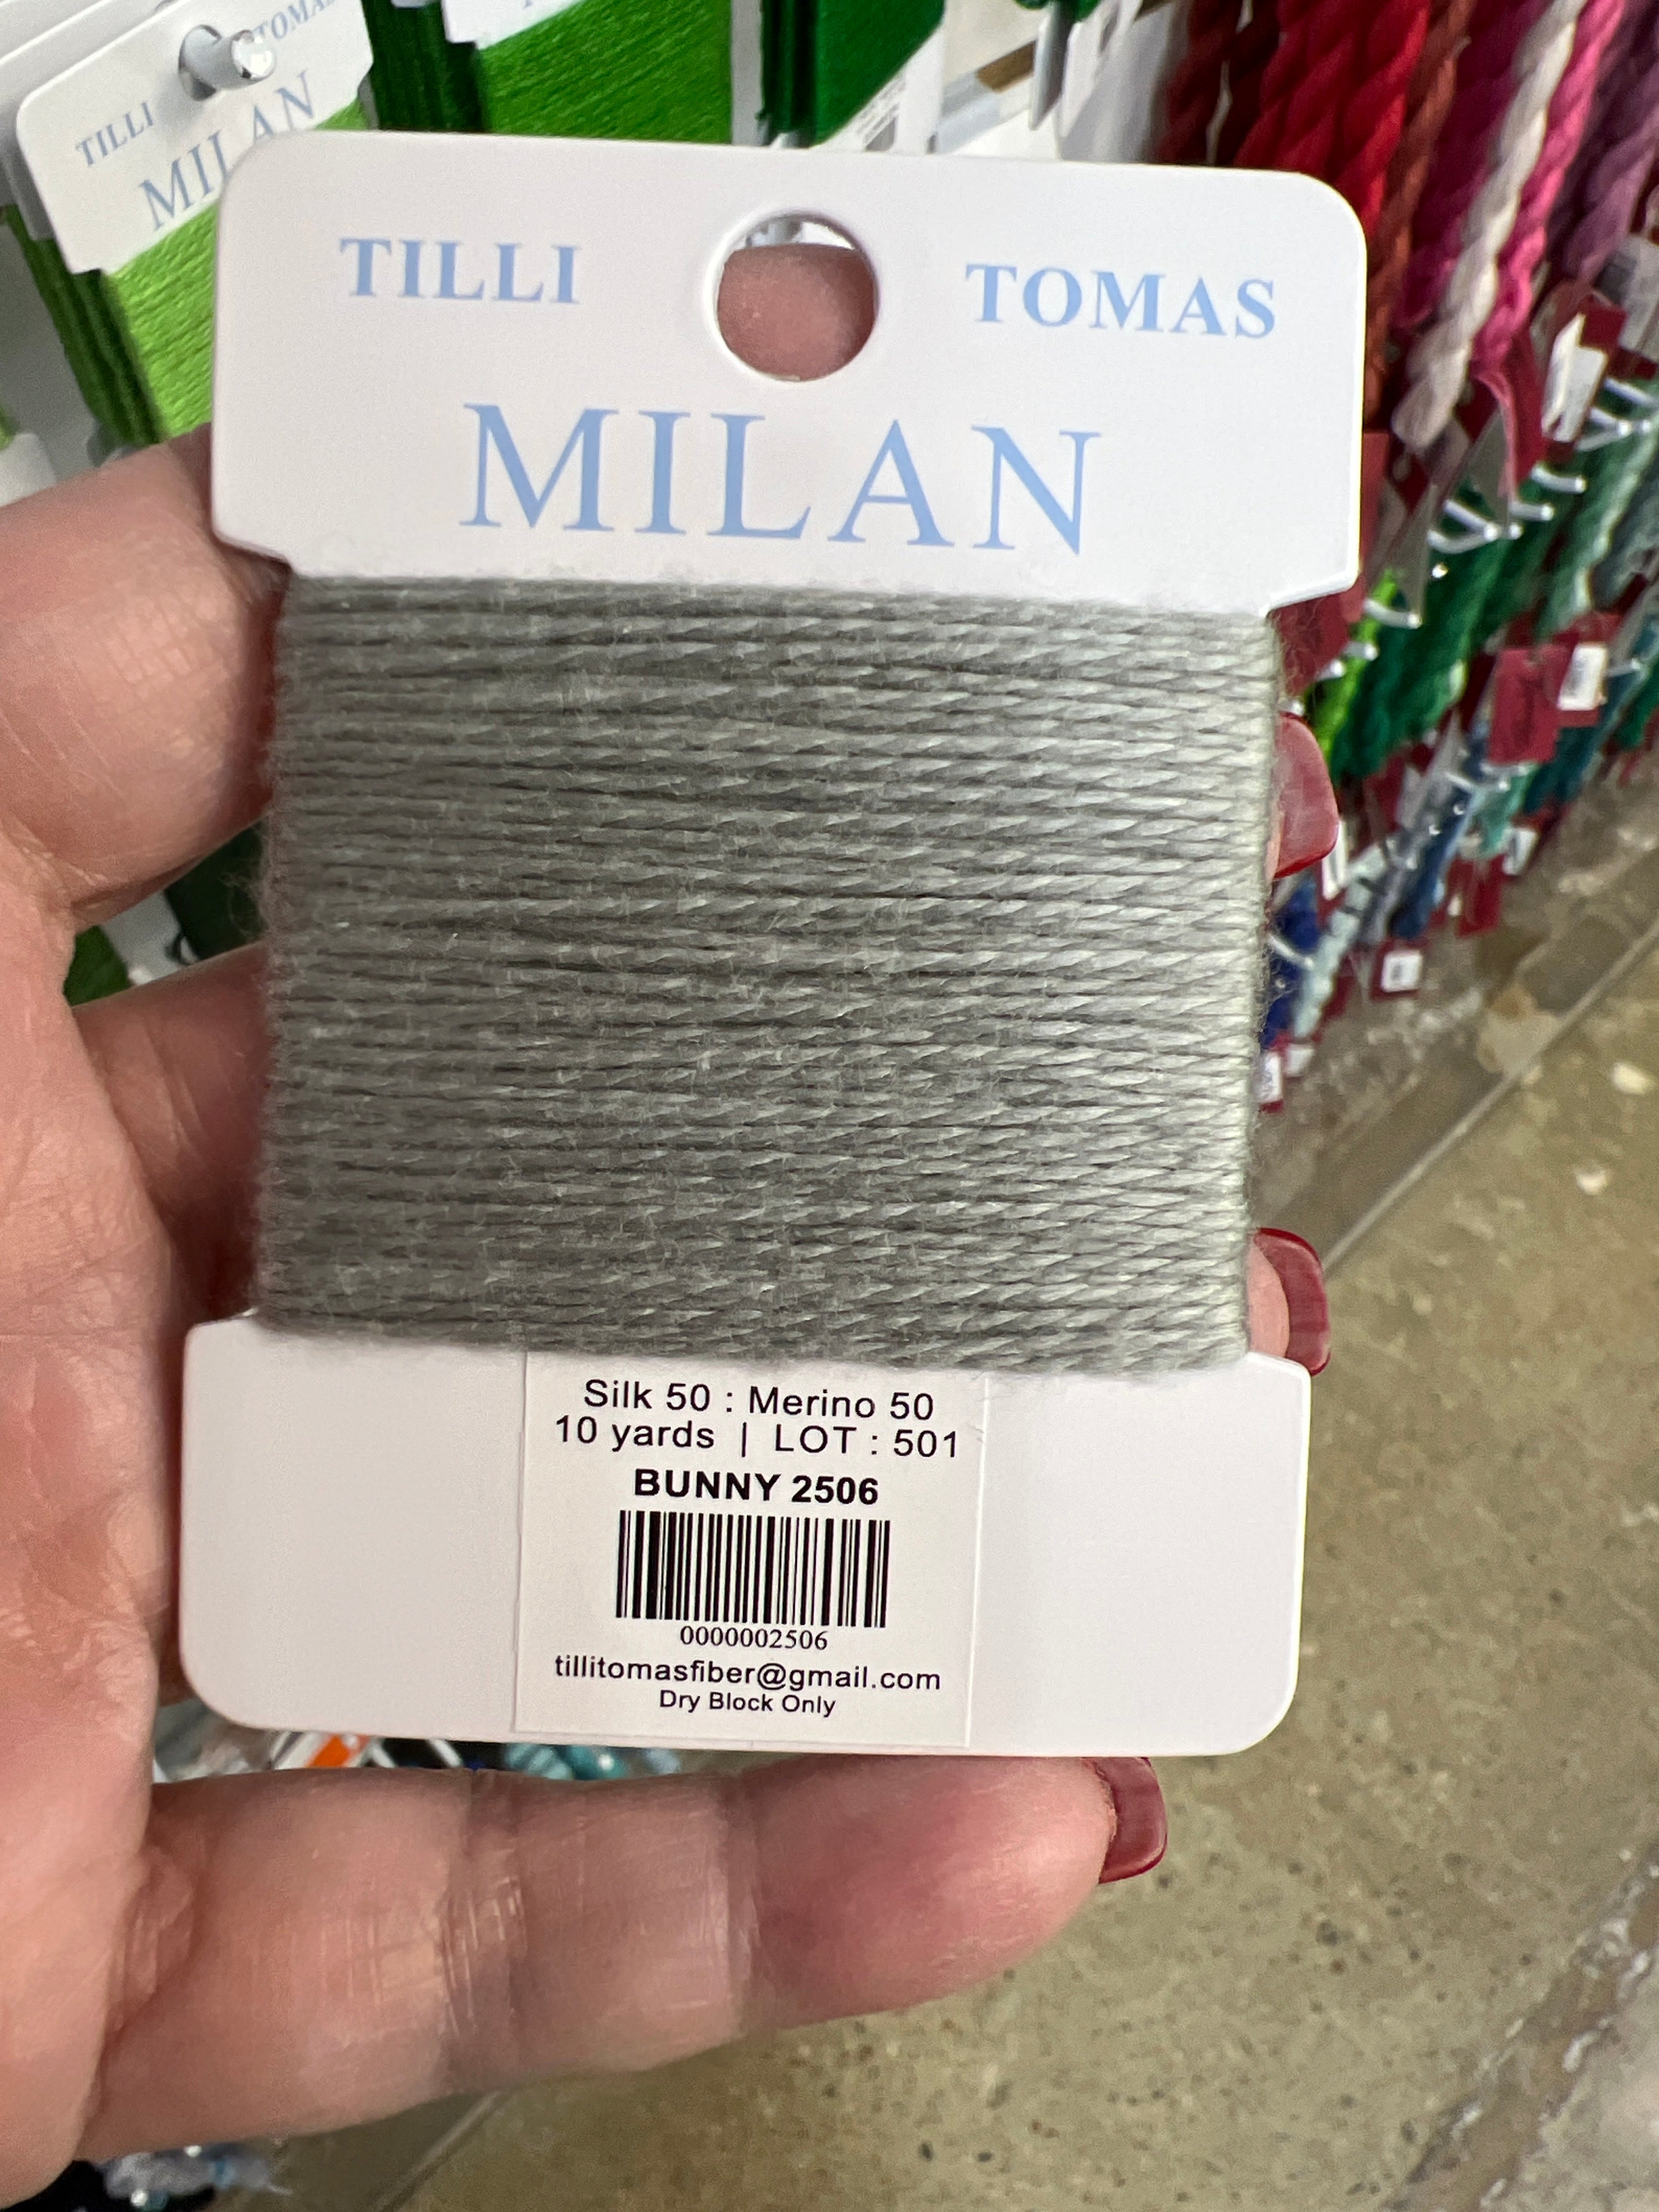 TOMAS
TILLI
MILAN
TILLI TOMAS
MILAN
Silk 50 : Merino 50
10 yards | LOT : 501
BUNNY 2506
0000002506
tillitomasfiber@gmail.com
Dry Block Only